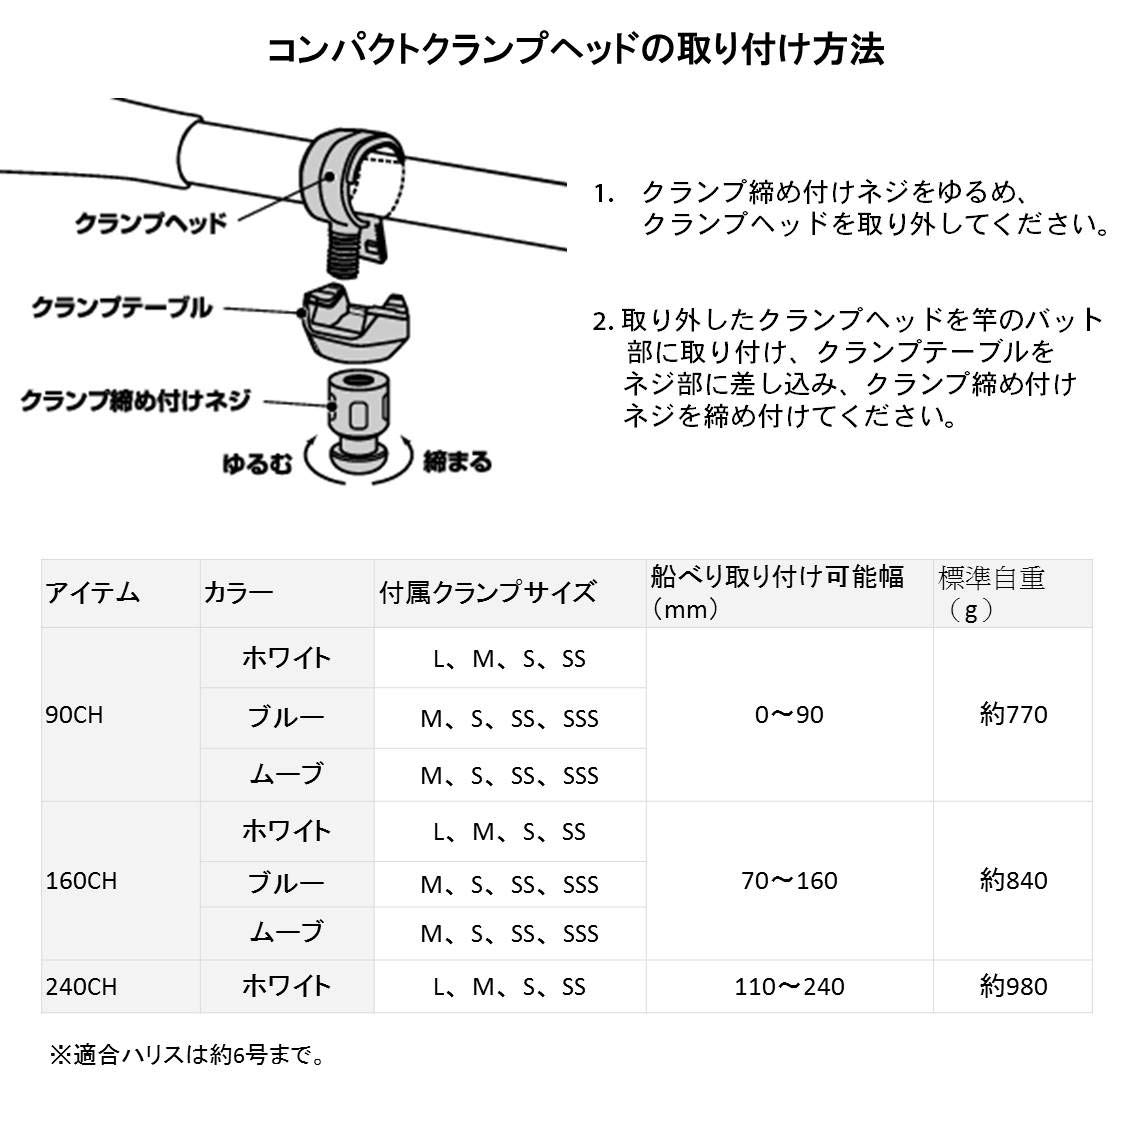 コンパクトクランプヘッドの取り付け方法
クランプヘッド
クランプテーブル
クランプ締め付けネジ
ゆるむ
締まる
1. クランプ締め付けネジをゆるめ、
クランプヘッドを取り外してください。
2. 取り外したクランプヘッドを竿のバット
部に取り付け、クランプテーブルを
ネジ部に差し込み、クランプ締め付け
ネジを締め付けてください。
アイテム カラー 付属クランプサイズ 船べり取り付け可能幅 標準自重
（mm） （g）
ホワイト L、M、S、SS
90CH ブルー M、S、SS、SSS 0～90 約770
ムーブ M、S、SS、SSS
ホワイト L、M、S、SS
160CH ブルー M、S、SS、SSS 70～160 約840
ムーブ M、S、SS、SSS
240CH ホワイト L、M、S、SS 110～240 約980
※適合ハリスは約6号まで。